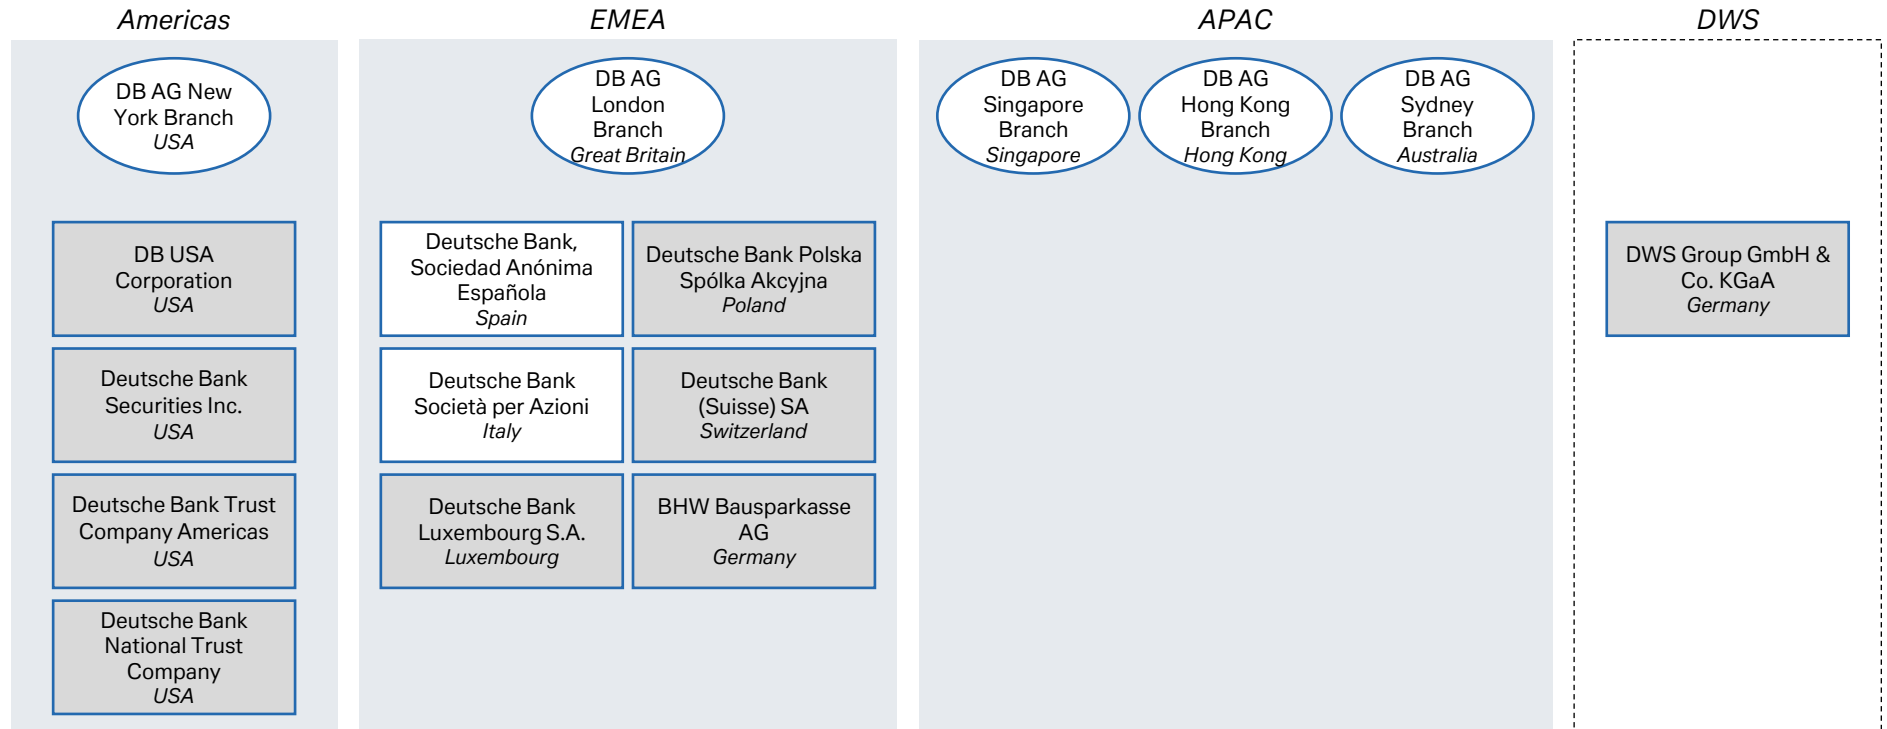 Americas
EMEA
APAC
DWS
DB AG New
York Branch
USA
DB AG
London
Branch
Great Britain
DB AG
Singapore
Branch
Singapore
DB AG
Hong Kong
Branch
Hong Kong
DB AG
Sydney
Branch
Australia
DB USA
Corporation
USA
Deutsche Bank,
Sociedad Anónima
Española
Spain
Deutsche Bank Polska
Spólka Akcyjna
Poland
DWS Group GmbH &
Co. KGaA
Germany
Deutsche Bank
Securities Inc.
USA
Deutsche Bank
Società per Azioni
Italy
Deutsche Bank
(Suisse) SA
Switzerland
Deutsche Bank Trust
Company Americas
USA
Deutsche Bank
Luxembourg S.A.
Luxembourg
BHW Bausparkasse
AG
Germany
Deutsche Bank
National Trust
Company
USA